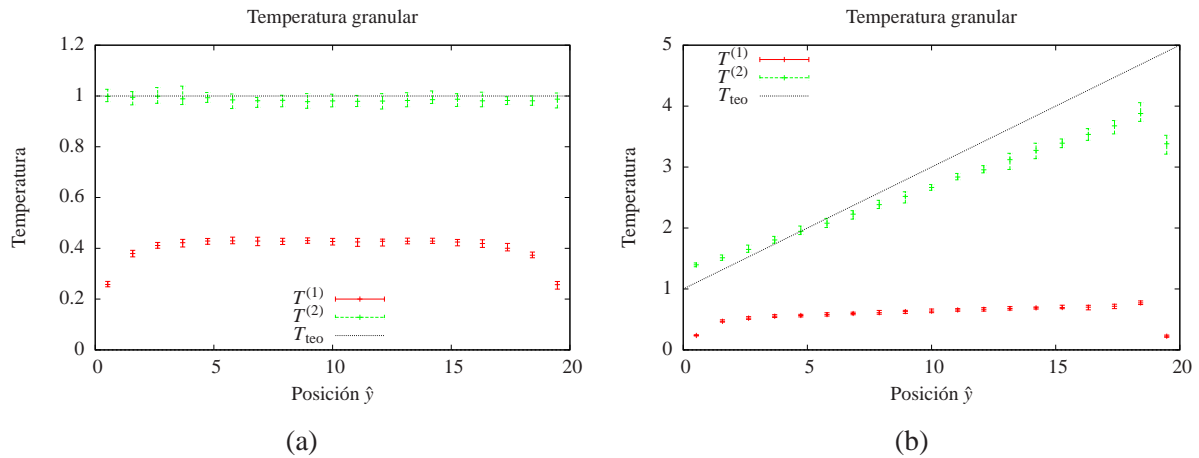 Temperatura granular
1.2
1
0.8
0.6
0.4
0.2
0
0
5
10
15
20
Temperatura
Posición ŷ
T^(1)
T^(2)
T_teo
(a)
Temperatura granular
5
4
3
2
1
0
0
5
10
15
20
Temperatura
Posición ŷ
T^(1)
T^(2)
T_teo
(b)